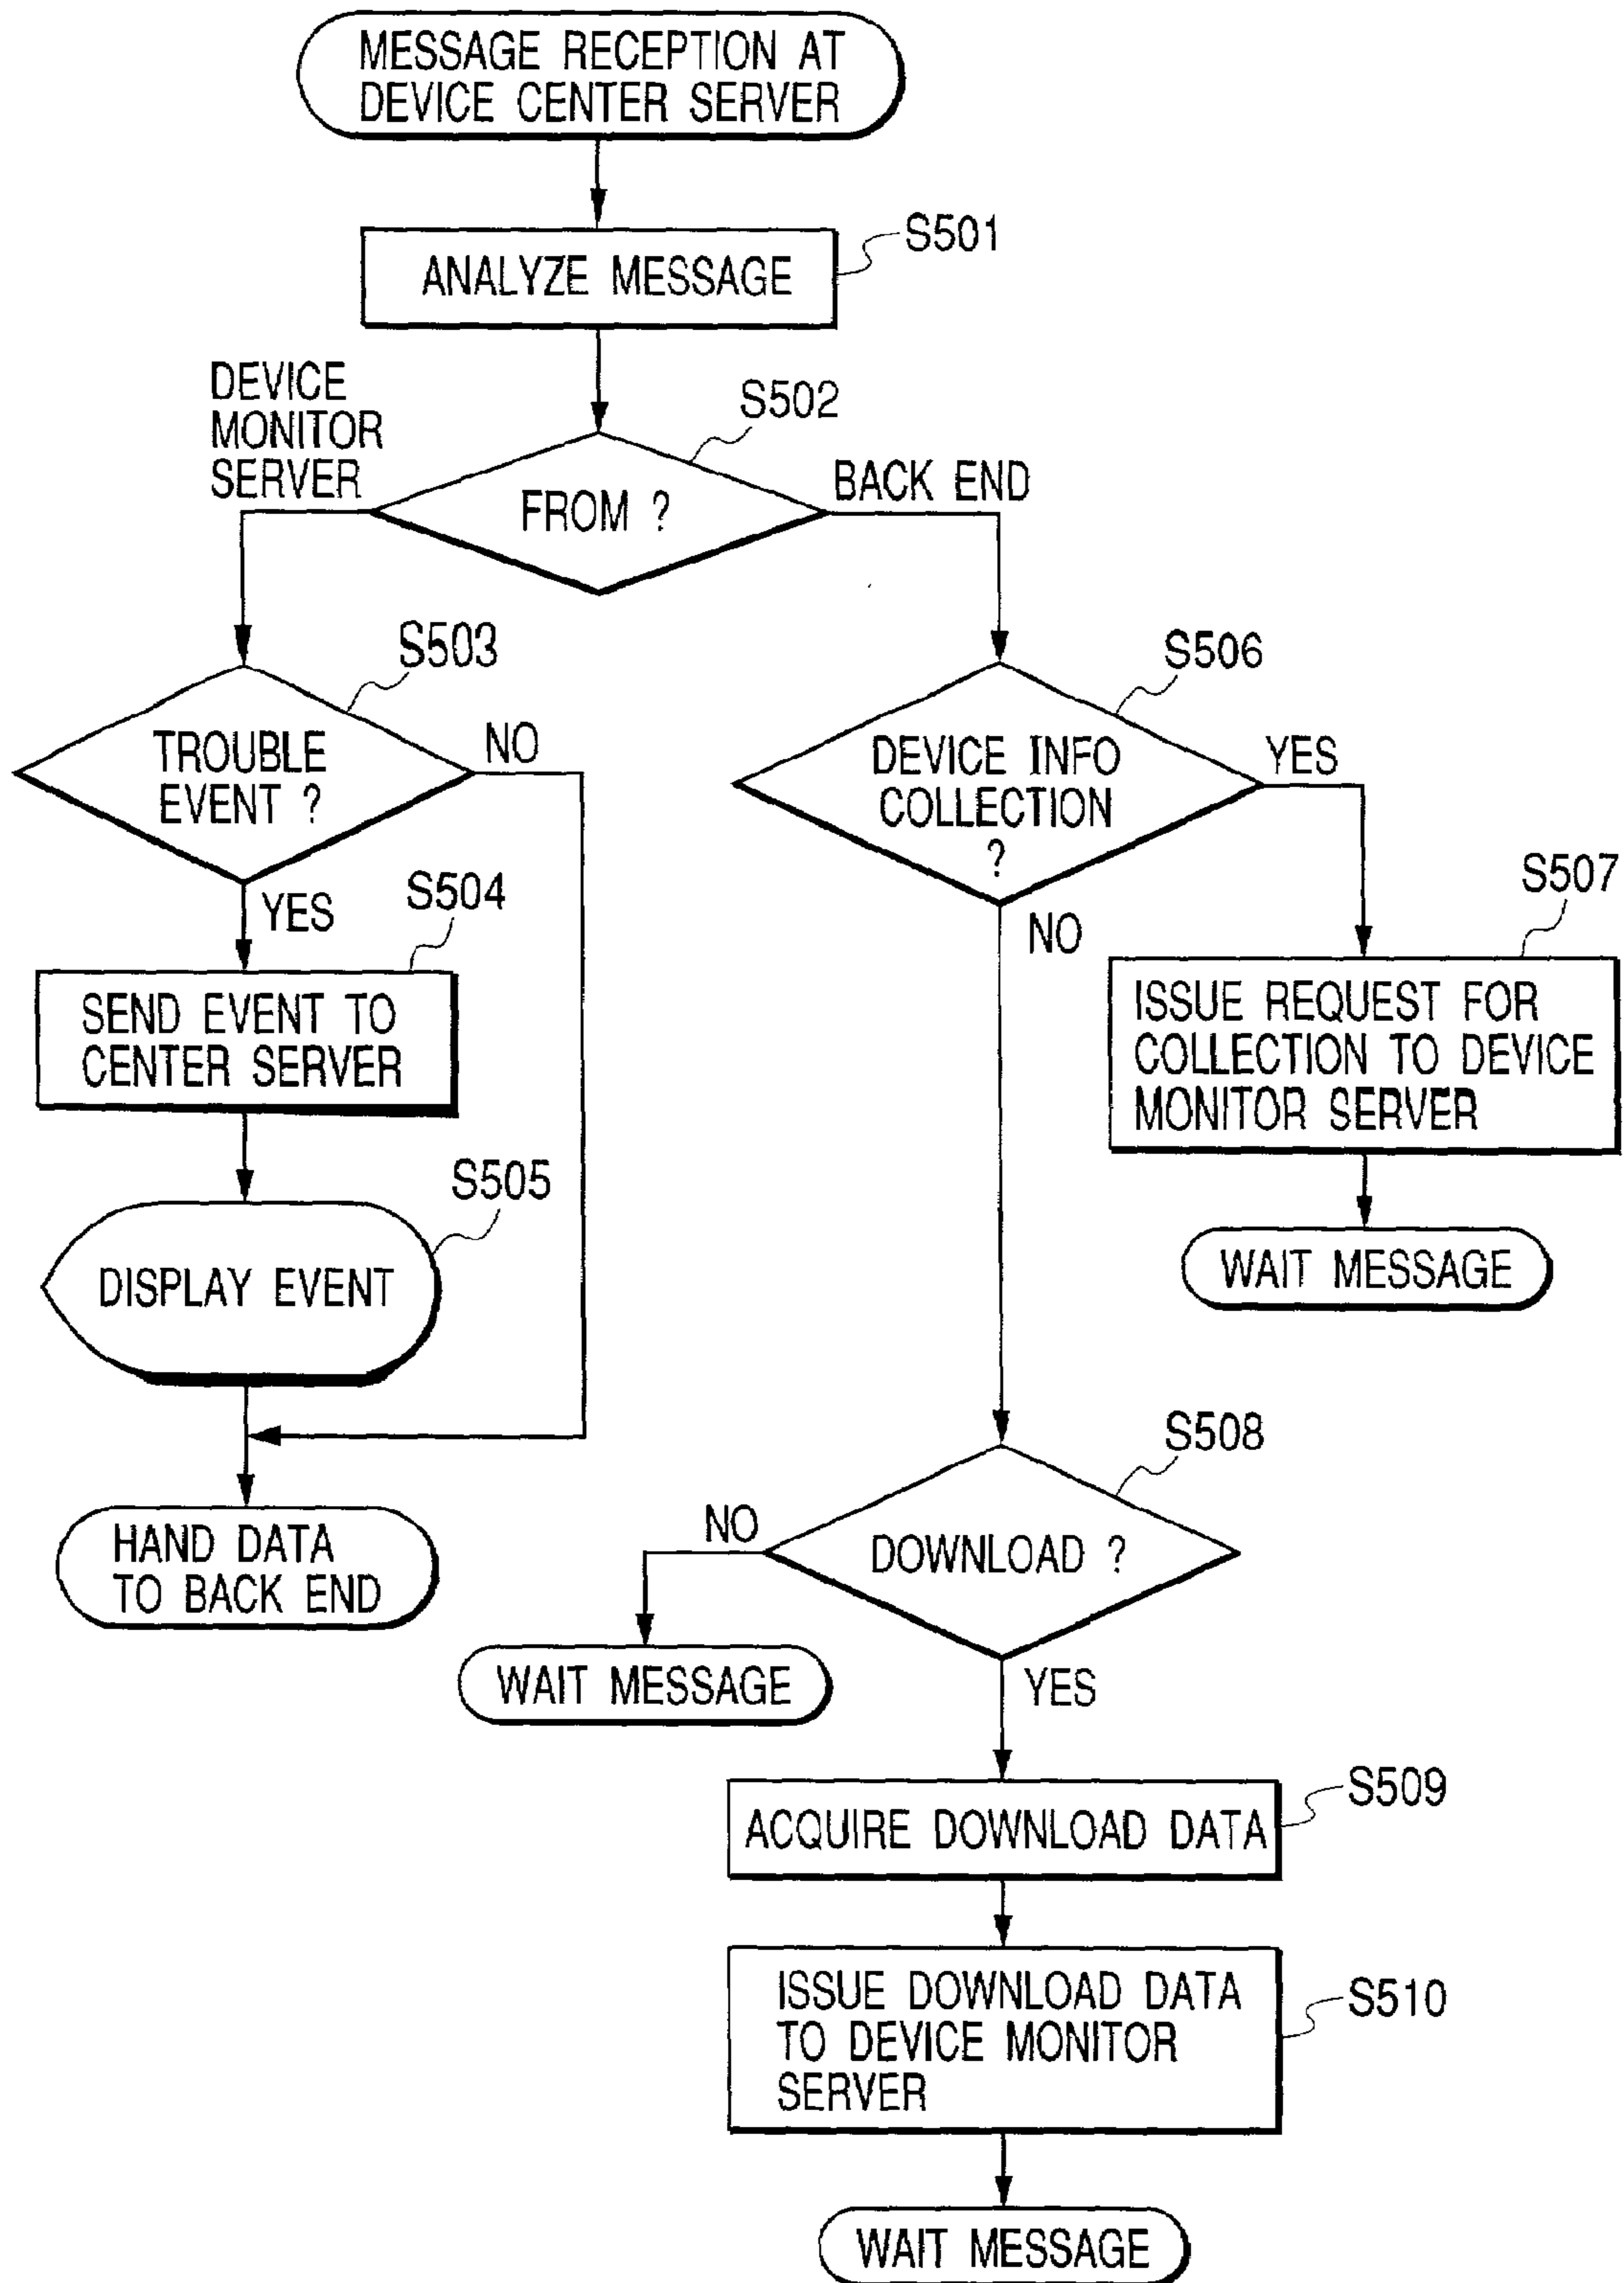 MESSAGE RECEPTION AT
DEVICE CENTER SERVER
S501
ANALYZE MESSAGE
DEVICE
MONITOR
SERVER
S502
FROM ?
BACK END
S503
TROUBLE
EVENT ?
NO
YES
S504
SEND EVENT TO
CENTER SERVER
S505
DISPLAY EVENT
HAND DATA
TO BACK END
S506
DEVICE INFO
COLLECTION
?
YES
NO
S507
ISSUE REQUEST FOR
COLLECTION TO DEVICE
MONITOR SERVER
WAIT MESSAGE
S508
DOWNLOAD ?
NO
WAIT MESSAGE
YES
S509
ACQUIRE DOWNLOAD DATA
S510
ISSUE DOWNLOAD DATA
TO DEVICE MONITOR
SERVER
WAIT MESSAGE